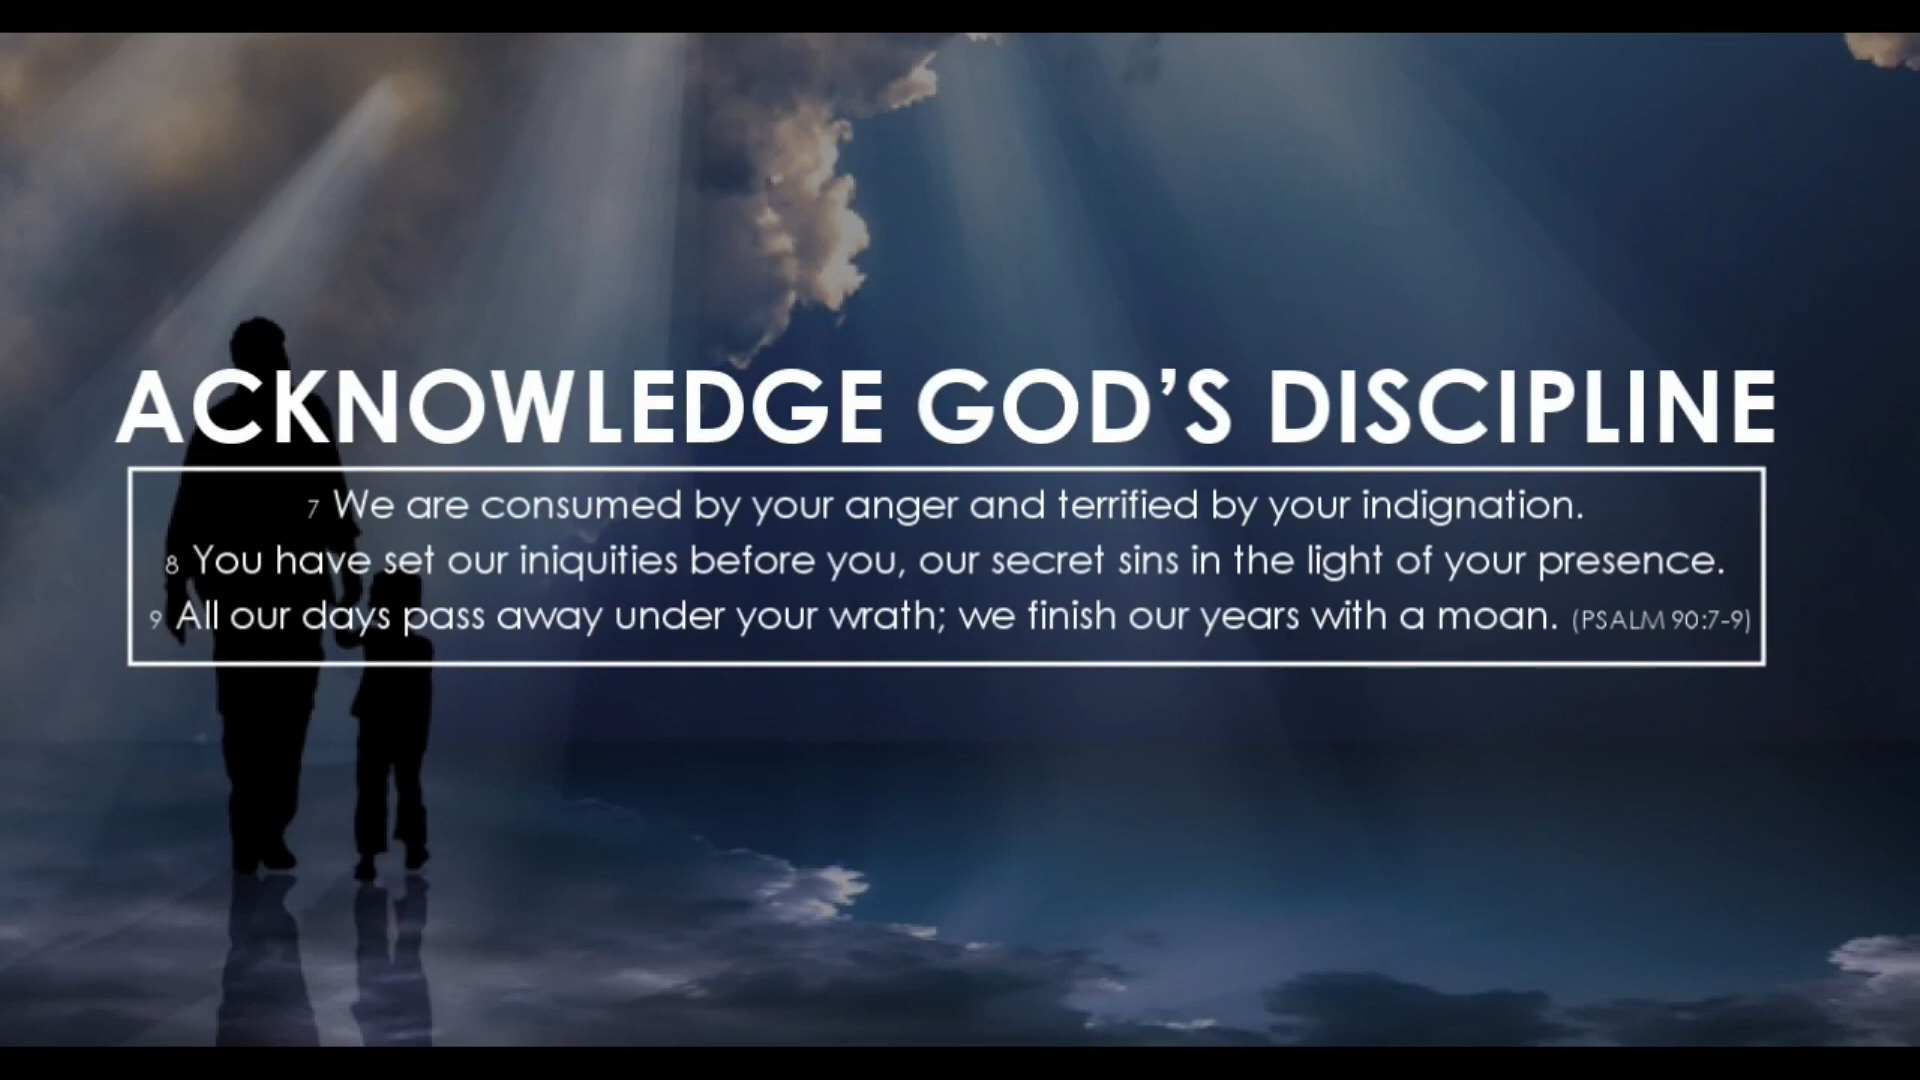 ACKNOWLEDGE GOD’S DISCIPLINE
7 We are consumed by your anger and terrified by your indignation.
8 You have set our iniquities before you, our secret sins in the light of your presence.
9 All our days pass away under your wrath; we finish our years with a moan. (PSALM 90:7-9)